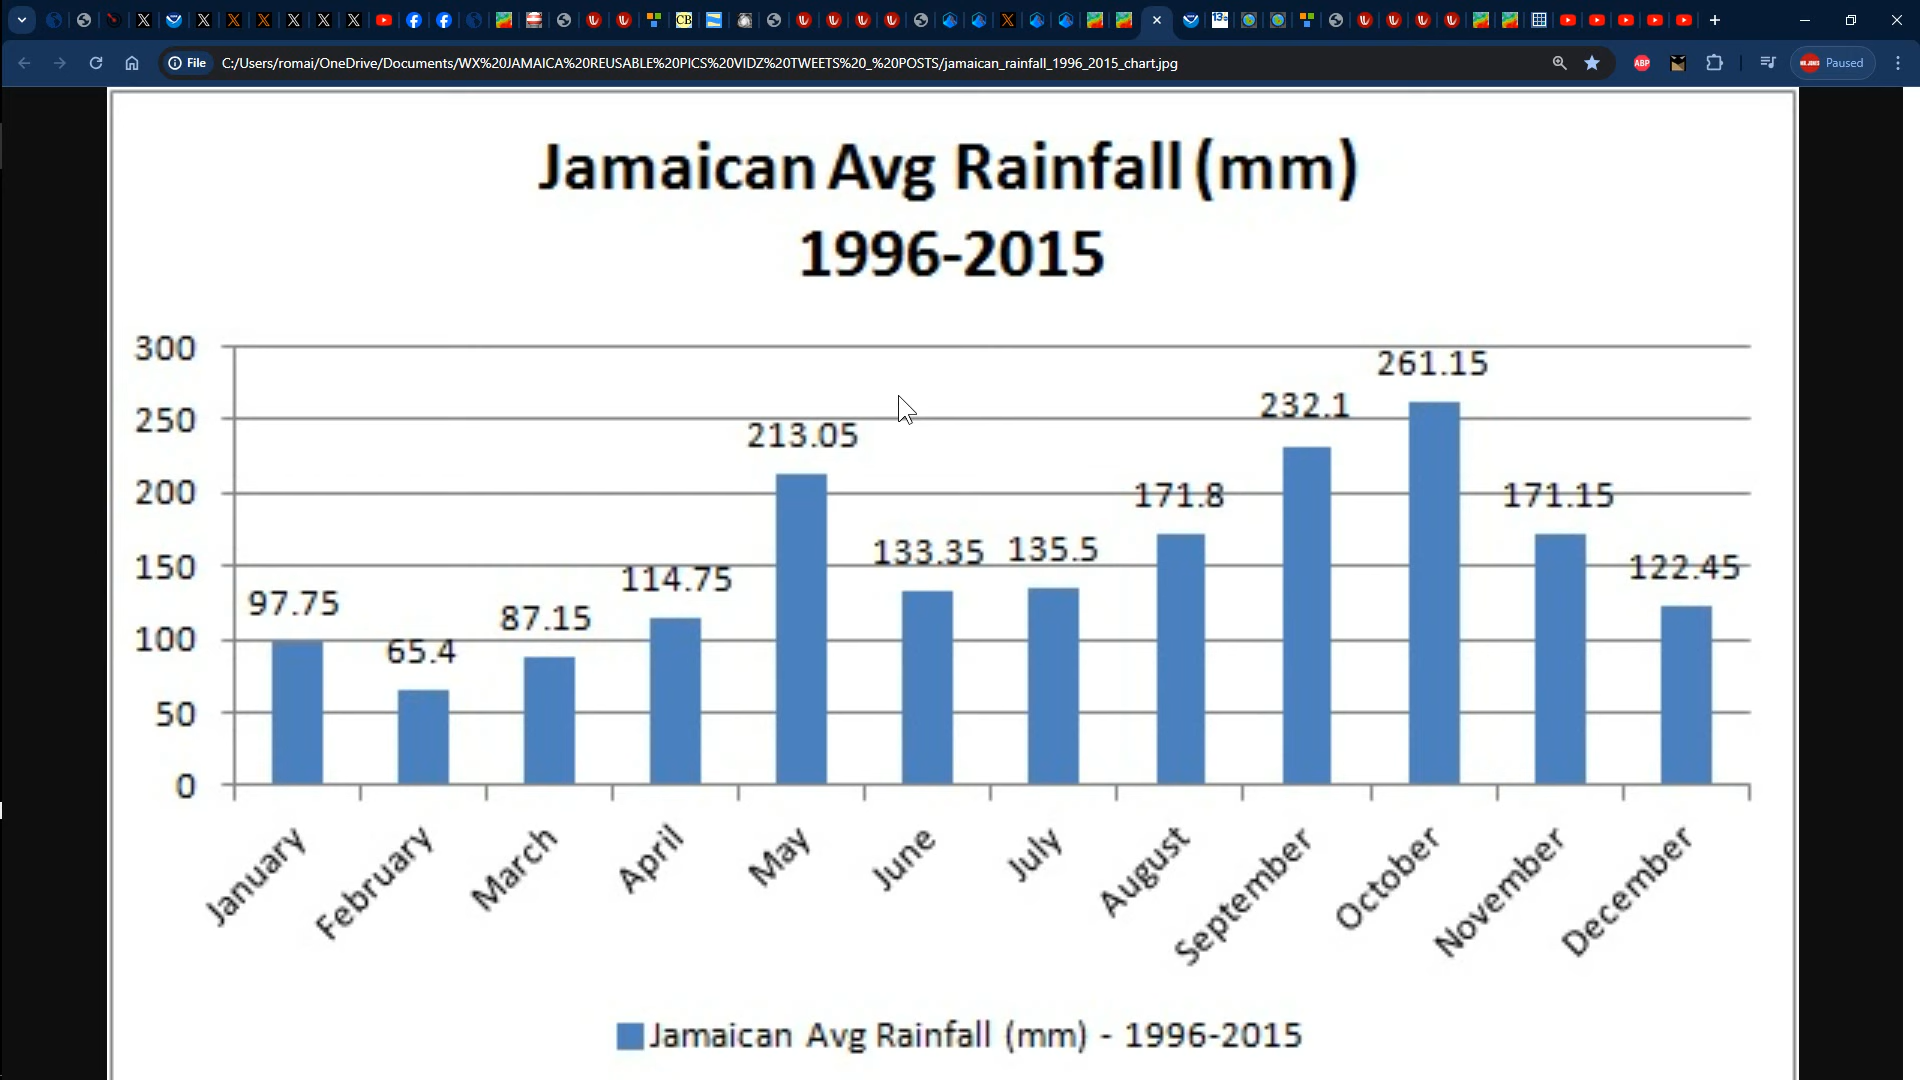 File C:/Users/romai/OneDrive/Documents/WX%20JAMAICA%20REUSABLE%20PICS%20VIDZ%20TWEETS%20_%20POSTS/jamaican_rainfall_1996_2015_chart.jpg ABP Paused
Jamaican Avg Rainfall (mm)
1996-2015
300
250
200
150
100
50
0
97.75
65.4
87.15
114.75
213.05
133.35
135.5
171.8
232.1
261.15
171.15
122.45
January
February
March
April
May
June
July
August
September
October
November
December
Jamaican Avg Rainfall (mm) - 1996-2015